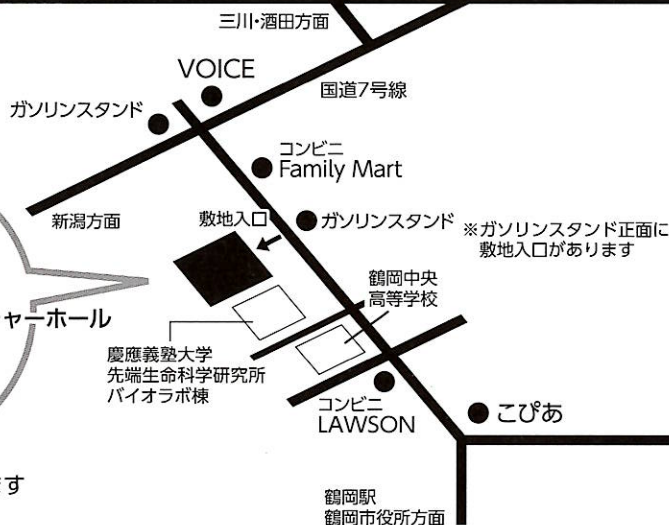 三川・酒田方面
VOICE
国道7号線
ガソリンスタンド
コンビニ
Family Mart
新潟方面
敷地入口
ガソリンスタンド
※ガソリンスタンド正面に
敷地入口があります
鶴岡中央
高等学校
ャーホール
慶應義塾大学
先端生命科学研究所
バイオラボ棟
コンビニ
LAWSON
こぴあ
ます
鶴岡駅
鶴岡市役所方面